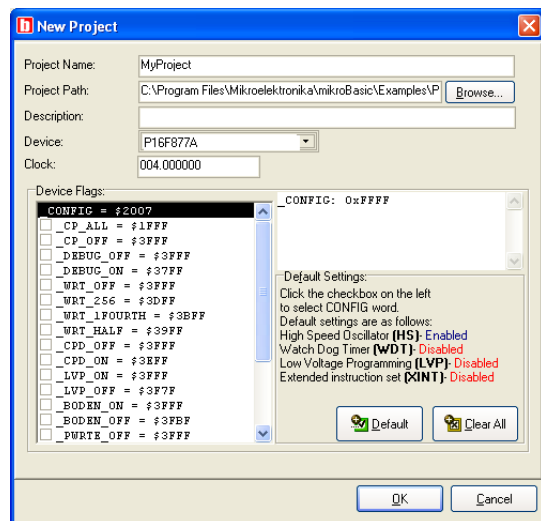 New Project
Project Name: MyProject
Project Path: C:\Program Files\Mikroelektronika\mikroBasic\Examples\P Browse...
Description:
Device: P16F877A
Clock: 004.000000
Device Flags:
_CONFIG = $2007
_CP_ALL = $1FFF
_CP_OFF = $3FFF
_DEBUG_OFF = $3FFF
_DEBUG_ON = $37FF
_WRT_OFF = $3FFF
_WRT_256 = $3DFF
_WRT_1FOURTH = $3BFF
_WRT_HALF = $39FF
_CPD_OFF = $3FFF
_CPD_ON = $3EFF
_LVP_ON = $3FFF
_LVP_OFF = $3F7F
_BODEN_ON = $3FFF
_BODEN_OFF = $3FBF
_PWRTE_OFF = $3FFF
_CONFIG: 0xFFFF
Default Settings:
Click the checkbox on the left
to select CONFIG word.
Default settings are as follows:
High Speed Oscillator (HS)- Enabled
Watch Dog Timer (WDT)- Disabled
Low Voltage Programming (LVP)- Disabled
Extended instruction set (XINT)- Disabled
Default Clear All
OK Cancel